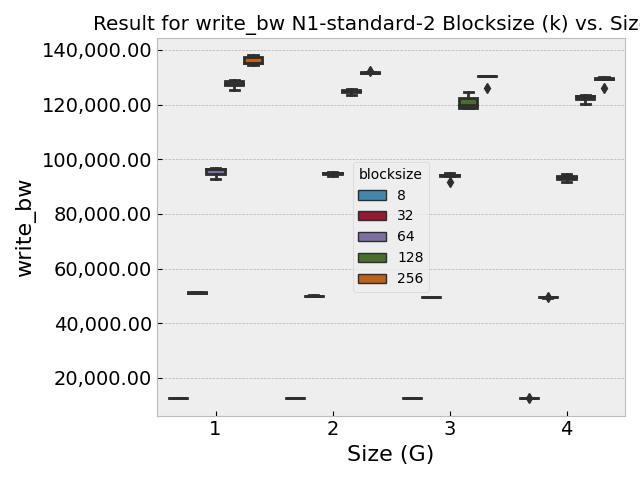 Result for write_bw N1-standard-2 Blocksize (k) vs. Siz
140,000.00
120,000.00
100,000.00
80,000.00
60,000.00
40,000.00
20,000.00
write_bw
blocksize
8
32
64
128
256
1 2 3 4
Size (G)